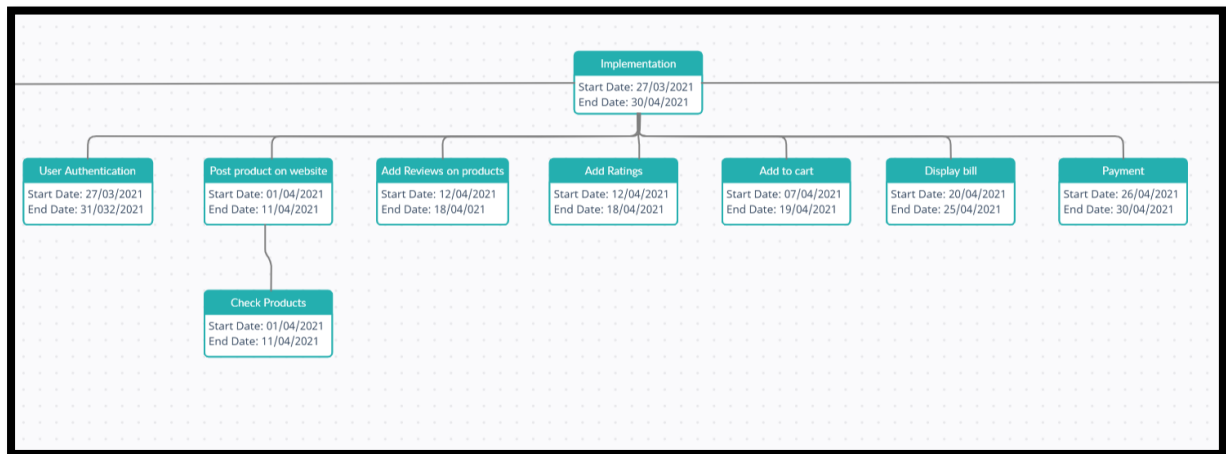 Implementation
Start Date: 27/03/2021
End Date: 30/04/2021
User Authentication
Start Date: 27/03/2021
End Date: 31/032/2021
Post product on website
Start Date: 01/04/2021
End Date: 11/04/2021
Add Reviews on products
Start Date: 12/04/2021
End Date: 18/04/021
Add Ratings
Start Date: 12/04/2021
End Date: 18/04/2021
Add to cart
Start Date: 07/04/2021
End Date: 19/04/2021
Display bill
Start Date: 20/04/2021
End Date: 25/04/2021
Payment
Start Date: 26/04/2021
End Date: 30/04/2021
Check Products
Start Date: 01/04/2021
End Date: 11/04/2021